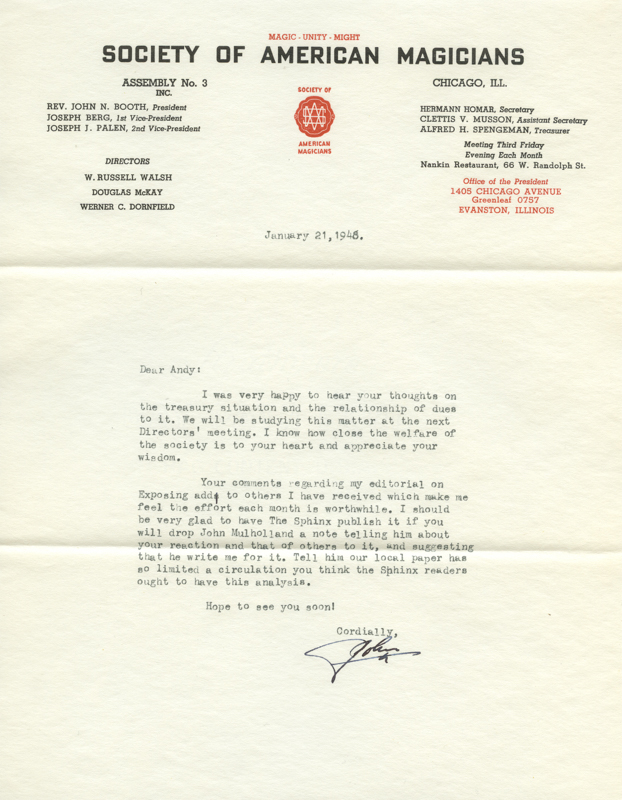 MAGIC - UNITY - MIGHT
SOCIETY OF AMERICAN MAGICIANS
ASSEMBLY No. 3
INC.
REV. JOHN N. BOOTH, President
JOSEPH BERG, 1st Vice-President
JOSEPH J. PALEN, 2nd Vice-President
DIRECTORS
W. RUSSELL WALSH
DOUGLAS McKAY
WERNER C. DORNFIELD
SOCIETY OF
AMERICAN
MAGICIANS
CHICAGO, ILL.
HERMANN HOMAR, Secretary
CLETTIS V. MUSSON, Assistant Secretary
ALFRED H. SPENGEMAN, Treasurer
Meeting Third Friday
Evening Each Month
Nankin Restaurant, 66 W. Randolph St.
Office of the President
1405 CHICAGO AVENUE
Greenleaf 0757
EVANSTON, ILLINOIS
January 21,
Dear Andy:
I was very happy to hear your thoughts on
the treasury situation and the relationship of dues
to it. We will be studying this matter at the next
Directors' meeting. I know how close the welfare of
the society is to your heart and appreciate your
wisdom.
Your comments regarding my editorial on
Exposing add to others I have received which make me
feel the effort each month is worthwhile. I should
be very glad to have The Sphinx publish it if you
will drop John Mulholland a note telling him about
your reaction and that of others to it, and suggesting
that he write me for it. Tell him our local paper has
so limited a circulation you think the Sphinx readers
ought to have this analysis.
Hope to see you soon!
Cordially,
John